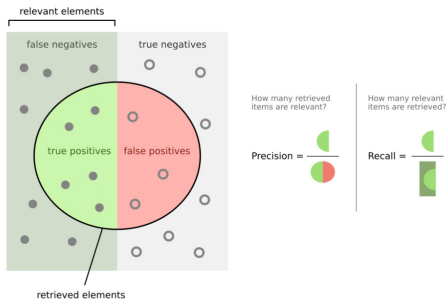 relevant elements
false negatives
true negatives
true positives
false positives
retrieved elements
How many retrieved
items are relevant?
Precision =
How many relevant
items are retrieved?
Recall =